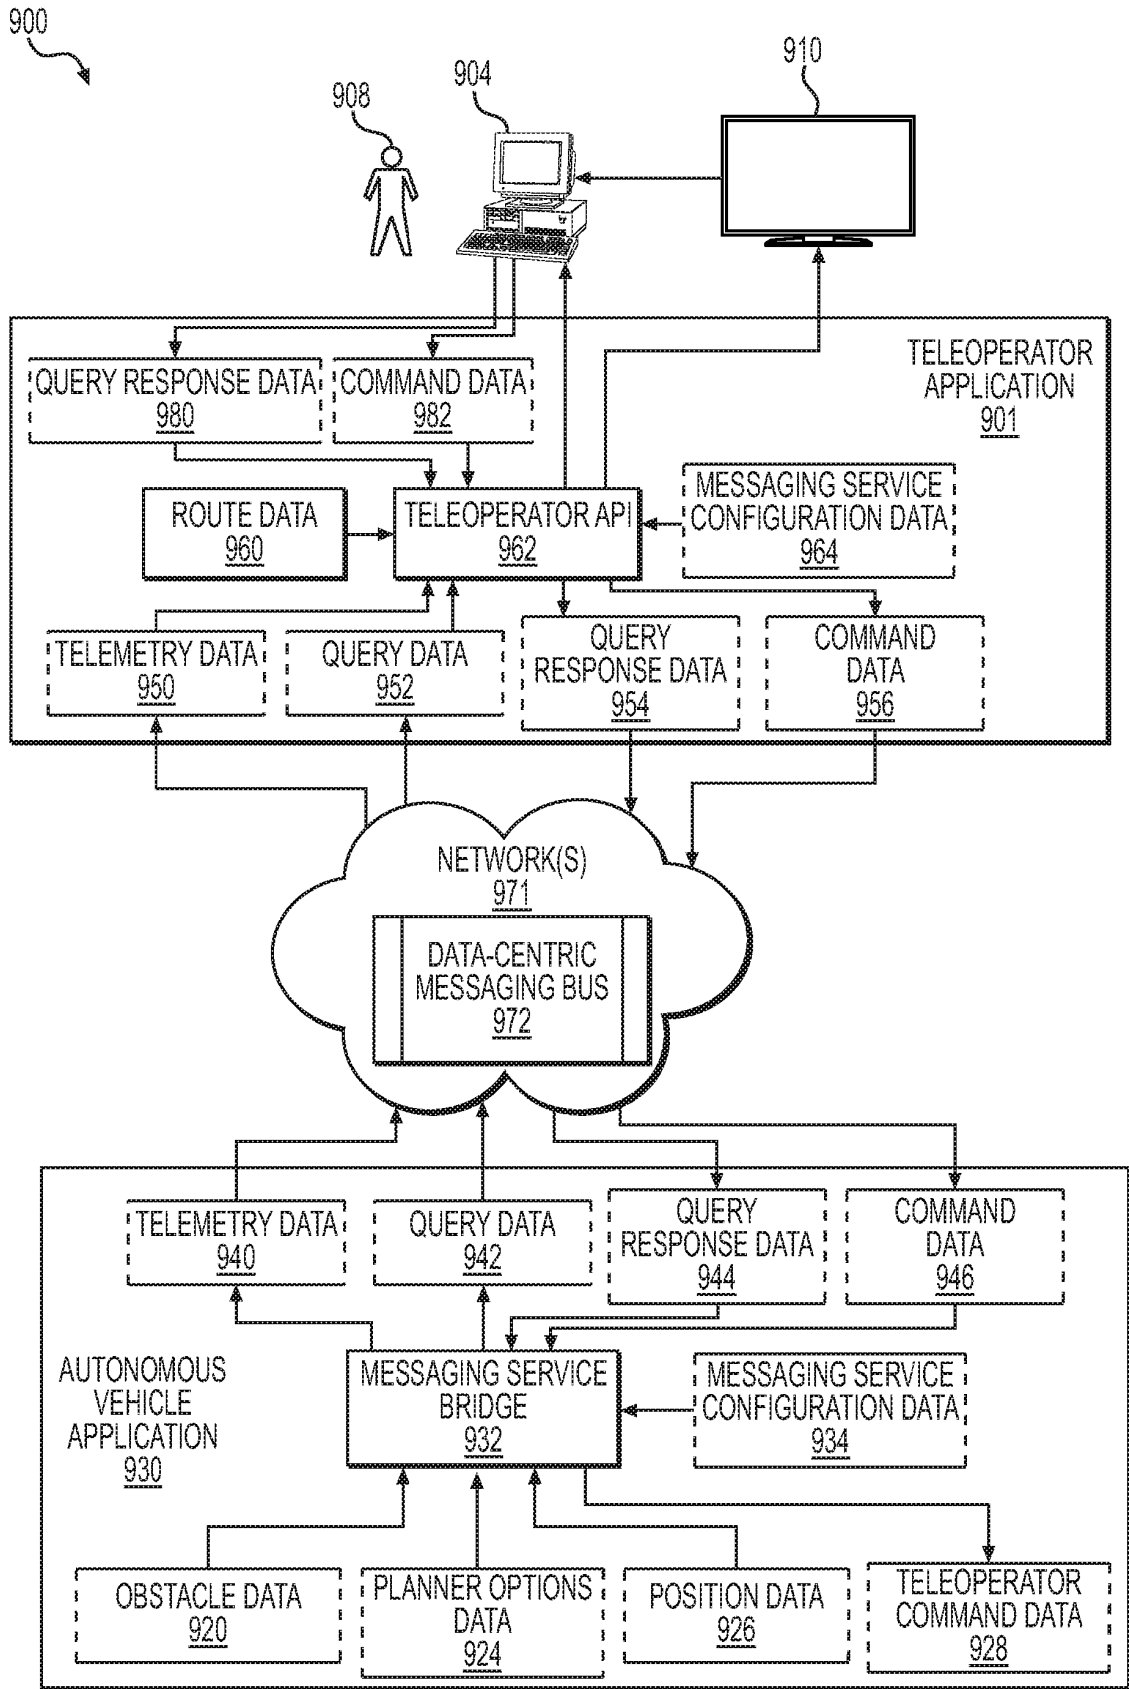 900
908
904
910
TELEOPERATOR
APPLICATION
901
QUERY RESPONSE DATA
980
COMMAND DATA
982
ROUTE DATA
960
TELEOPERATOR API
962
MESSAGING SERVICE
CONFIGURATION DATA
964
TELEMETRY DATA
950
QUERY DATA
952
QUERY
RESPONSE DATA
954
COMMAND
DATA
956
NETWORK(S)
971
DATA-CENTRIC
MESSAGING BUS
972
TELEMETRY DATA
940
QUERY DATA
942
QUERY
RESPONSE DATA
944
COMMAND
DATA
946
AUTONOMOUS
VEHICLE
APPLICATION
930
MESSAGING SERVICE
BRIDGE
932
MESSAGING SERVICE
CONFIGURATION DATA
934
OBSTACLE DATA
920
PLANNER OPTIONS
DATA
924
POSITION DATA
926
TELEOPERATOR
COMMAND DATA
928